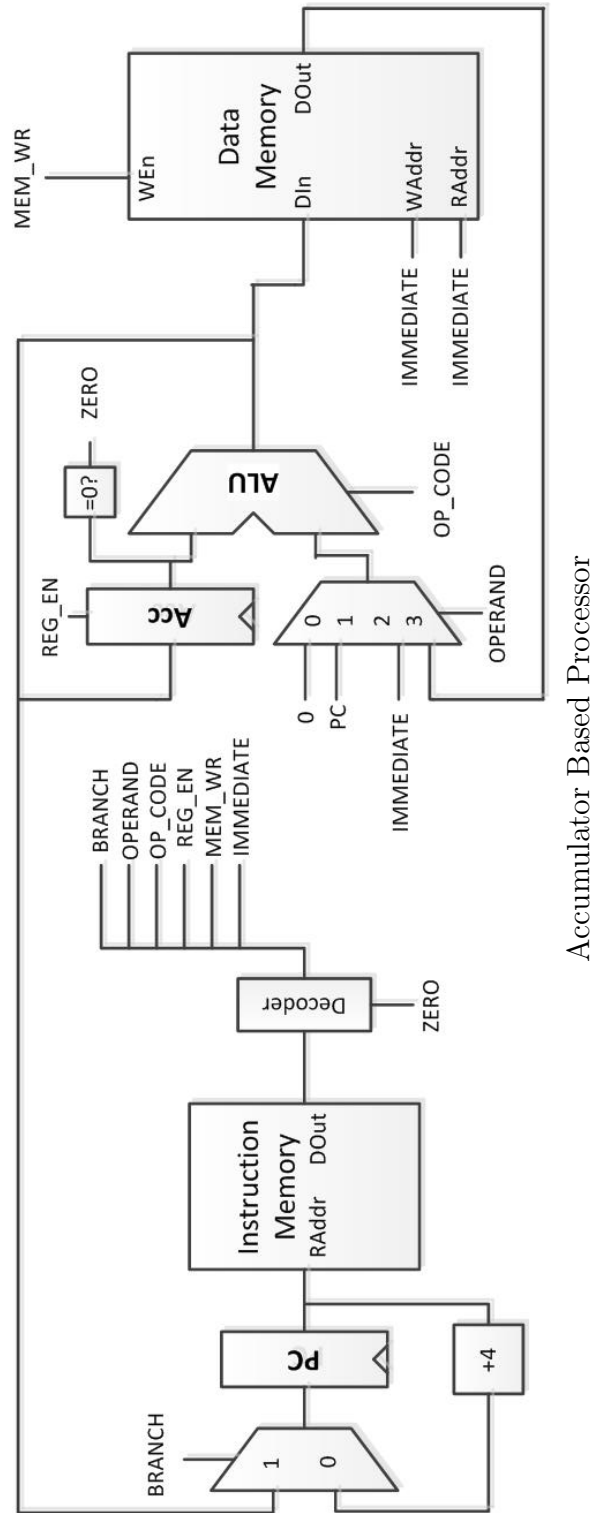 BRANCH
1
0
PC
+4
Instruction
Memory
RAddr
DOut
Decoder
ZERO
BRANCH
OPERAND
OP_CODE
REG_EN
MEM_WR
IMMEDIATE
REG_EN
Acc
=0?
ZERO
0
PC
IMMEDIATE
0
1
2
3
OPERAND
ALU
OP_CODE
MEM_WR
WEn
Data
Memory
DIn
DOut
WAddr
RAddr
IMMEDIATE
IMMEDIATE
Accumulator Based Processor